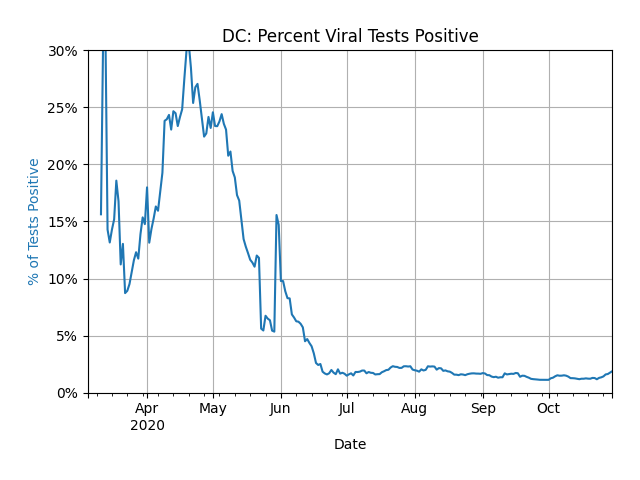 DC: Percent Viral Tests Positive
30%
25%
20%
15%
10%
5%
0%
% of Tests Positive
Apr May Jun Jul Aug Sep Oct
2020
Date